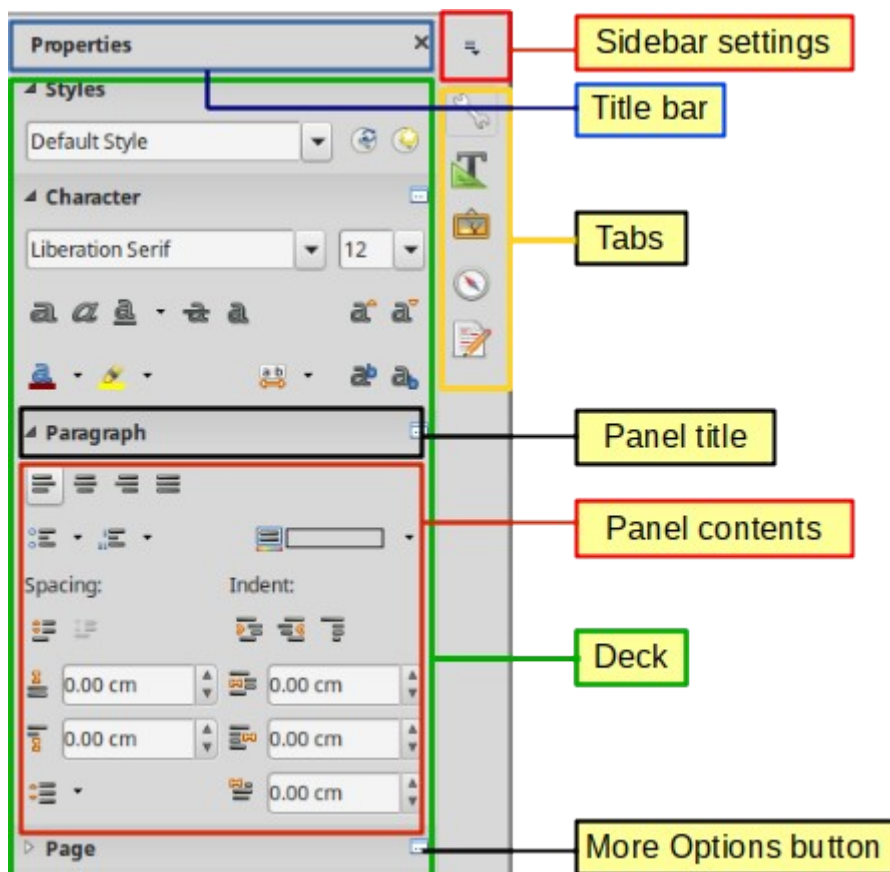 Properties
Sidebar settings
Styles
Title bar
Default Style
Character
Tabs
Liberation Serif 12
Paragraph
Panel title
Panel contents
Spacing: Indent:
Deck
0.00 cm 0.00 cm
0.00 cm 0.00 cm
0.00 cm
Page
More Options button